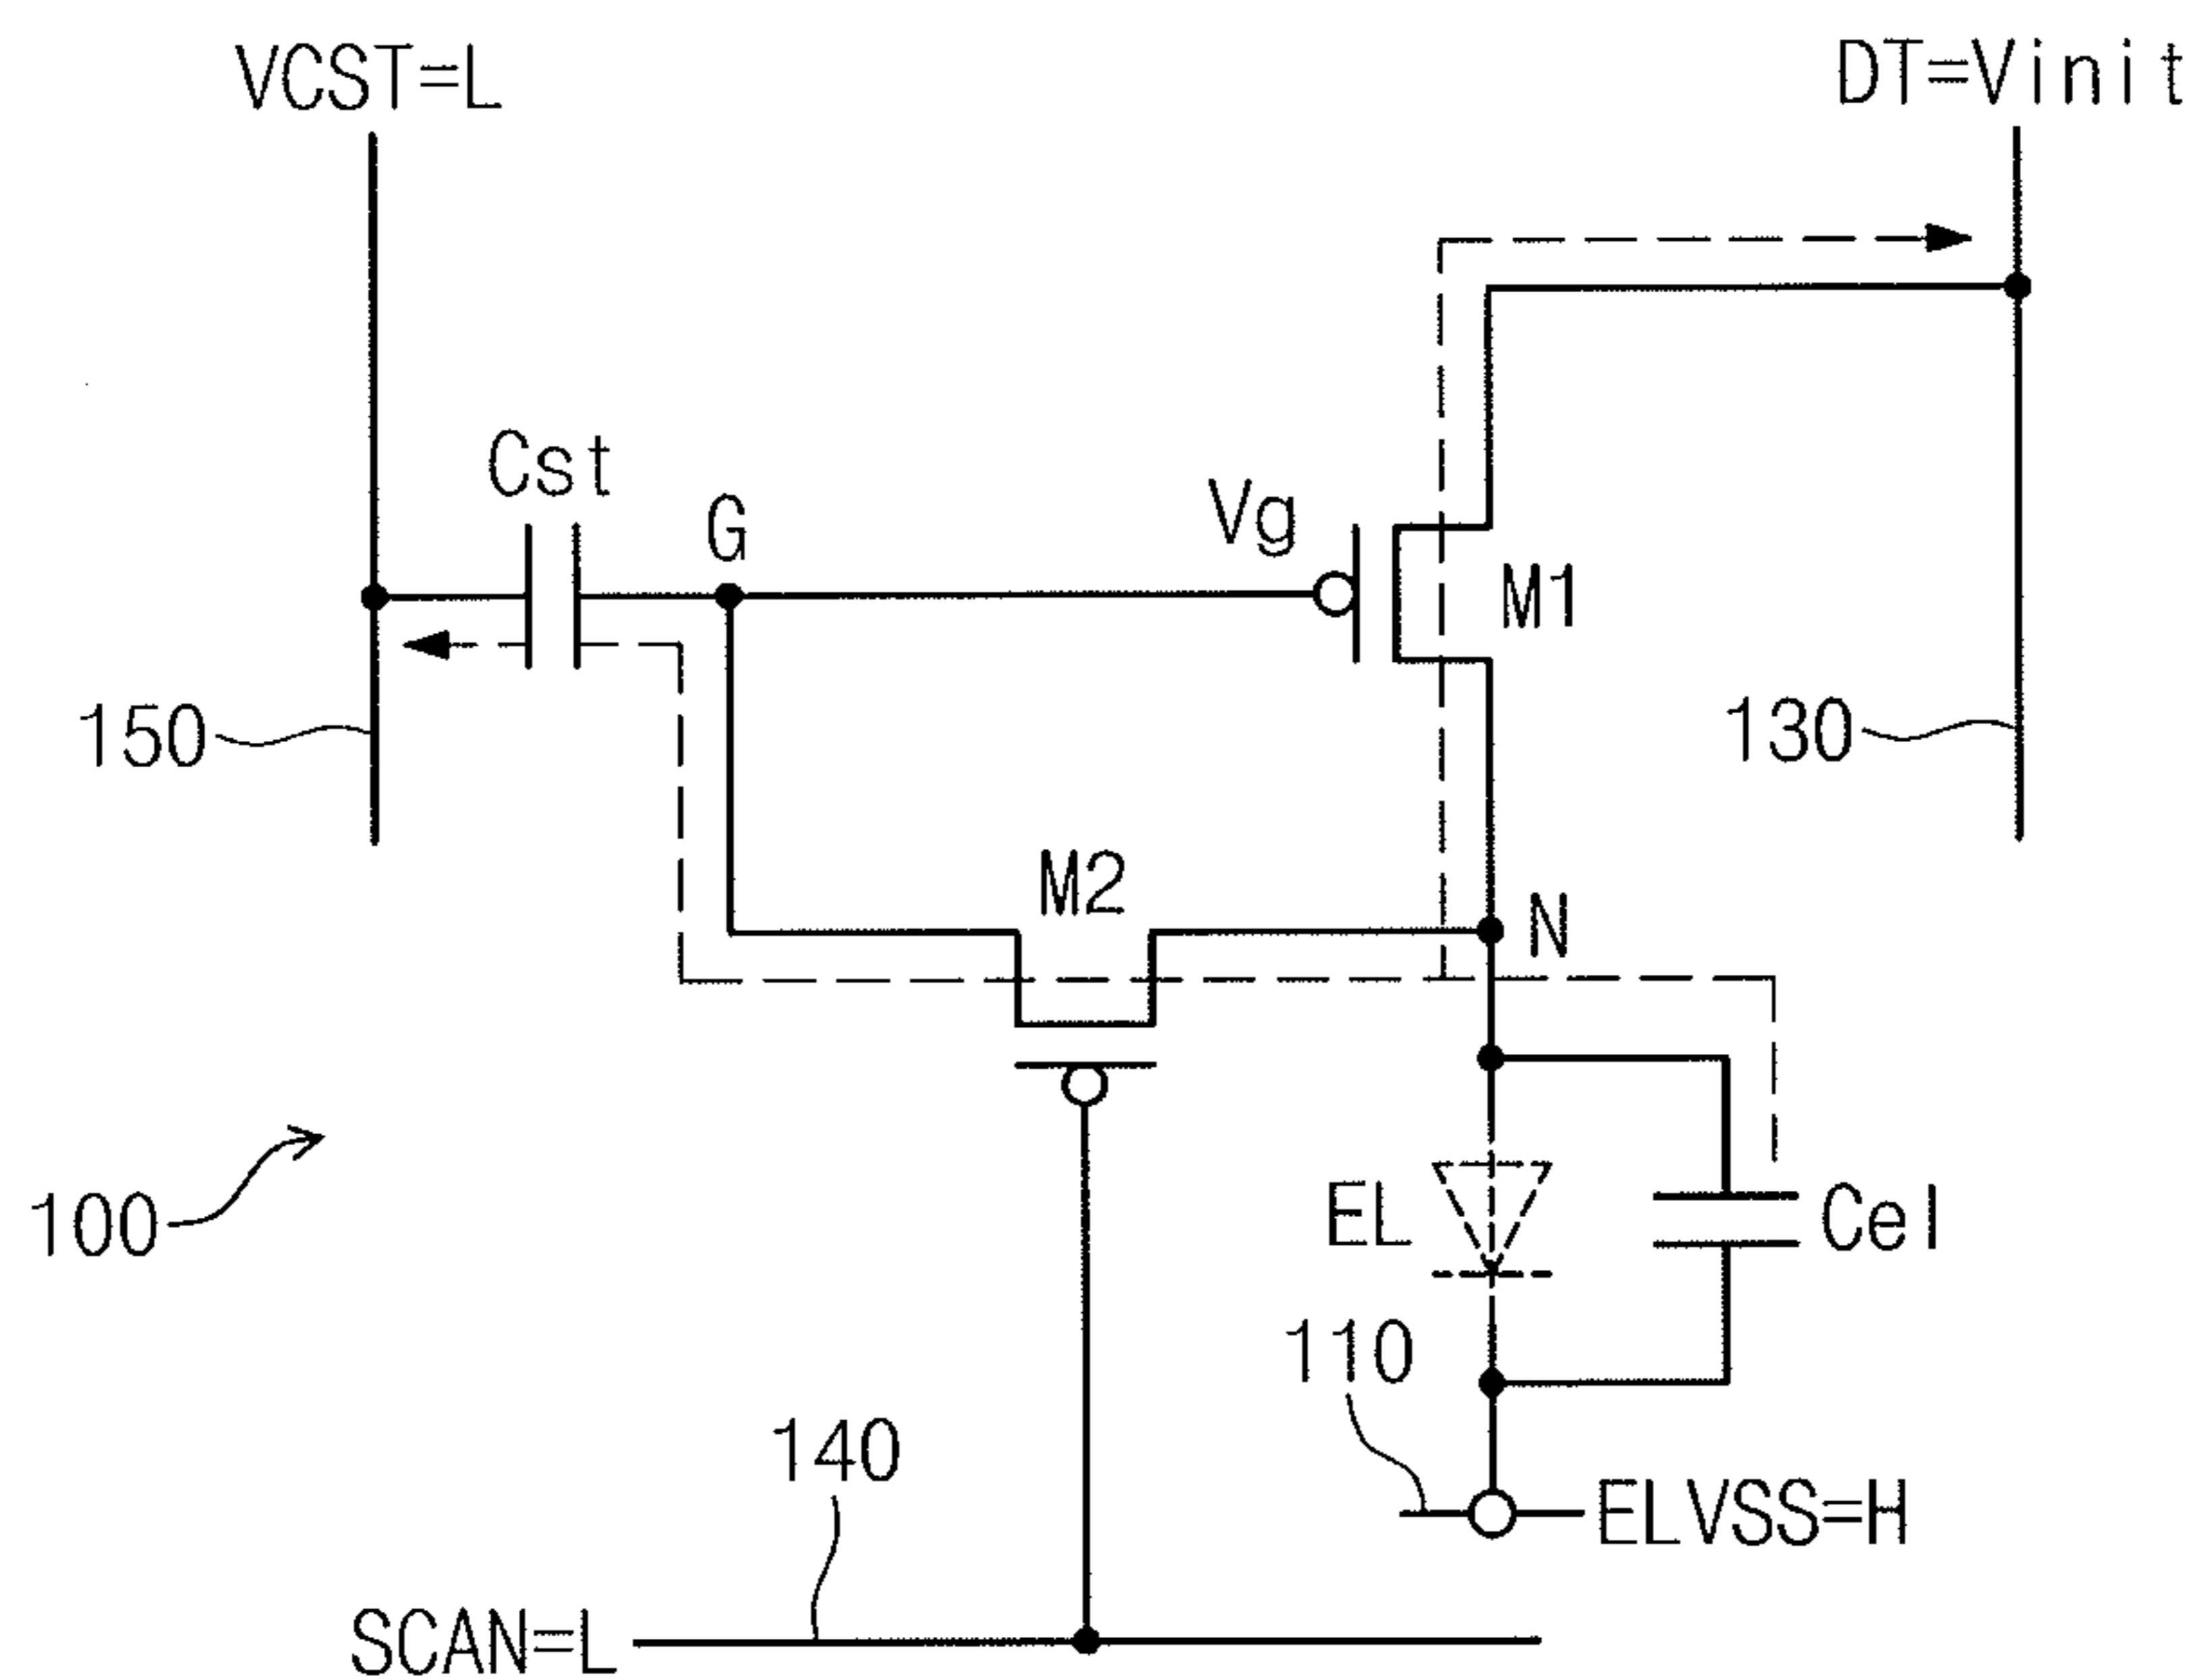 VCST=L
DT=Vinit
Cst
G
Vg
M1
150
130
M2
N
100
EL
Cel
110
140
ELVSS=H
SCAN=L